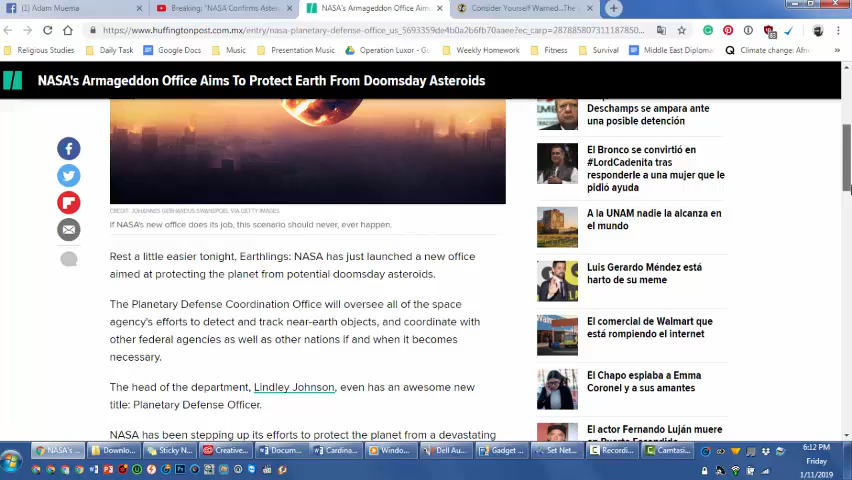 Adam Muema
Breaking: "NASA Confirms Aster
NASA's Armageddon Office Aims
Consider Yourself Warned...The
https://www.huffingtonpost.com.mx/entry/nasa-planetary-defense-office_us_5693359de4b0a2b6fb70aaee?ec_carp=287885807311187850...
Religious Studies
Daily Task
Google Docs
Music
Presentation Music
Operation Luxor - Goo...
Weekly Homework
Fitness
Survival
Middle East Diplom
Climate change: Afri
NASA's Armageddon Office Aims To Protect Earth From Doomsday Asteroids
CREDIT: JOHANNES GERHARDUS SWANEPOEL VIA GETTY IMAGES
If NASA's new office does its job, this scenario should never, ever happen.
Rest a little easier tonight, Earthlings: NASA has just launched a new office
aimed at protecting the planet from potential doomsday asteroids.
The Planetary Defense Coordination Office will oversee all of the space
agency's efforts to detect and track near-earth objects, and coordinate with
other federal agencies as well as other nations if and when it becomes
necessary.
The head of the department, Lindley Johnson, even has an awesome new
title: Planetary Defense Officer.
NASA has been stepping up its efforts to protect the planet from a devastating
Deschamps se ampara ante
una posible detención
El Bronco se convirtió en
#LordCadenita tras
responderle a una mujer que le
pidió ayuda
A la UNAM nadie la alcanza en
el mundo
Luis Gerardo Méndez está
harto de su meme
El comercial de Walmart que
está rompiendo el internet
El Chapo espiaba a Emma
Coronel y a sus amantes
El actor Fernando Luján muere
NASA's ...
Downl...
Sticky N...
Creative...
Docum...
Cardina...
Windo...
Dell Au...
Gadget ...
Set Net...
Recordi...
Camtasi...
6:12 PM
Friday
1/11/2019